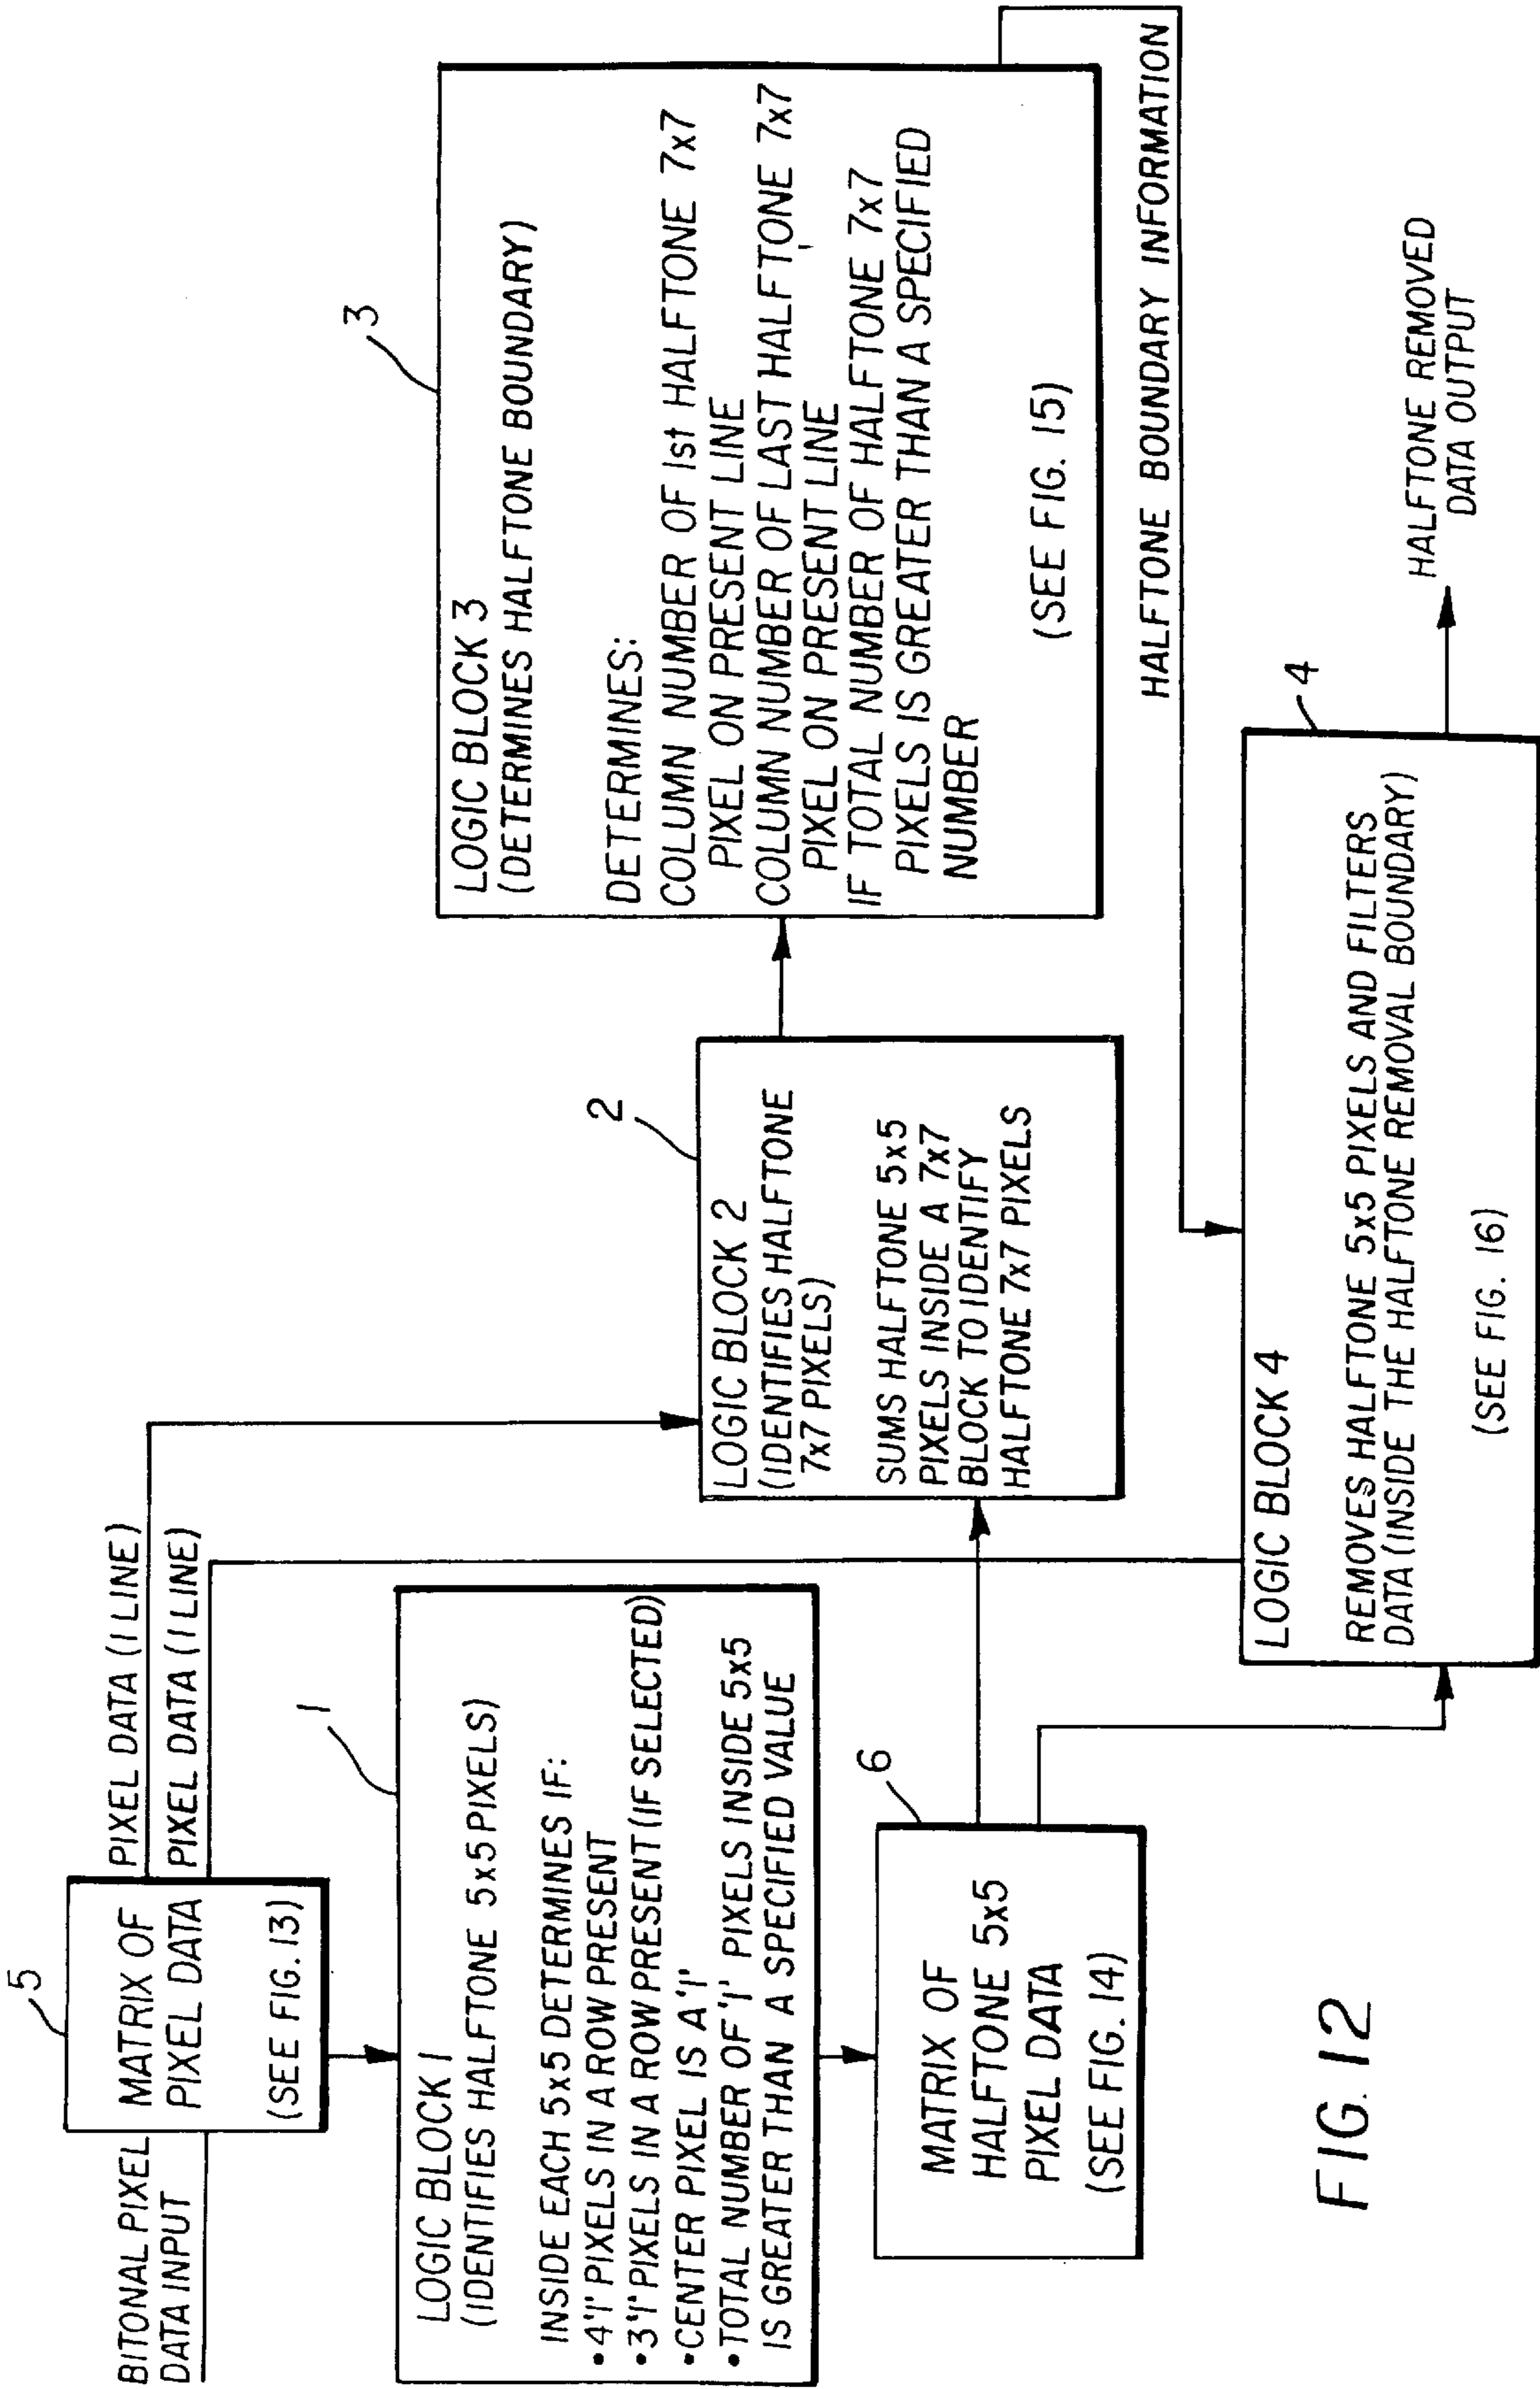 BITONAL PIXEL
DATA INPUT
5
MATRIX OF
PIXEL DATA
(SEE FIG. 13)
PIXEL DATA (1 LINE)
PIXEL DATA (1 LINE)
1
LOGIC BLOCK 1
(IDENTIFIES HALFTONE 5x5 PIXELS)
INSIDE EACH 5x5 DETERMINES IF:
•4'1' PIXELS IN A ROW PRESENT
•3'1' PIXELS IN A ROW PRESENT (IF SELECTED)
•CENTER PIXEL IS A '1'
•TOTAL NUMBER OF '1' PIXELS INSIDE 5x5
IS GREATER THAN A SPECIFIED VALUE
6
MATRIX OF
HALFTONE 5x5
PIXEL DATA
(SEE FIG. 14)
2
LOGIC BLOCK 2
(IDENTIFIES HALFTONE
7x7 PIXELS)
SUMS HALFTONE 5x5
PIXELS INSIDE A 7x7
BLOCK TO IDENTIFY
HALFTONE 7x7 PIXELS
3
LOGIC BLOCK 3
(DETERMINES HALFTONE BOUNDARY)
DETERMINES:
COLUMN NUMBER OF 1st HALFTONE 7x7
PIXEL ON PRESENT LINE
COLUMN NUMBER OF LAST HALFTONE 7x7
PIXEL ON PRESENT LINE
IF TOTAL NUMBER OF HALFTONE 7x7
PIXELS IS GREATER THAN A SPECIFIED
NUMBER
(SEE FIG. 15)
HALFTONE BOUNDARY INFORMATION
4
LOGIC BLOCK 4
REMOVES HALFTONE 5x5 PIXELS AND FILTERS
DATA (INSIDE THE HALFTONE REMOVAL BOUNDARY)
(SEE FIG. 16)
HALFTONE REMOVED
DATA OUTPUT
FIG. 12